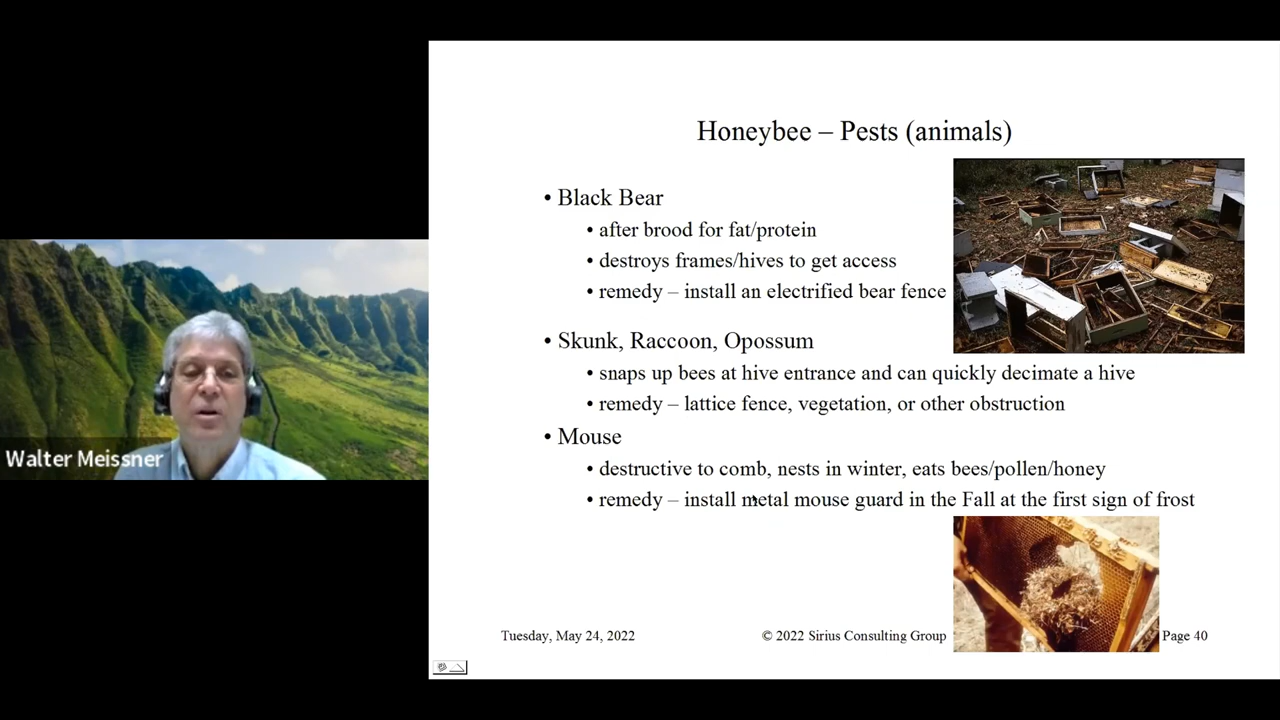 Honeybee – Pests (animals)
• Black Bear
• after brood for fat/protein
• destroys frames/hives to get access
• remedy – install an electrified bear fence
• Skunk, Raccoon, Opossum
• snaps up bees at hive entrance and can quickly decimate a hive
• remedy – lattice fence, vegetation, or other obstruction
• Mouse
• destructive to comb, nests in winter, eats bees/pollen/honey
• remedy – install metal mouse guard in the Fall at the first sign of frost
Walter Meissner
Tuesday, May 24, 2022
© 2022 Sirius Consulting Group
Page 40